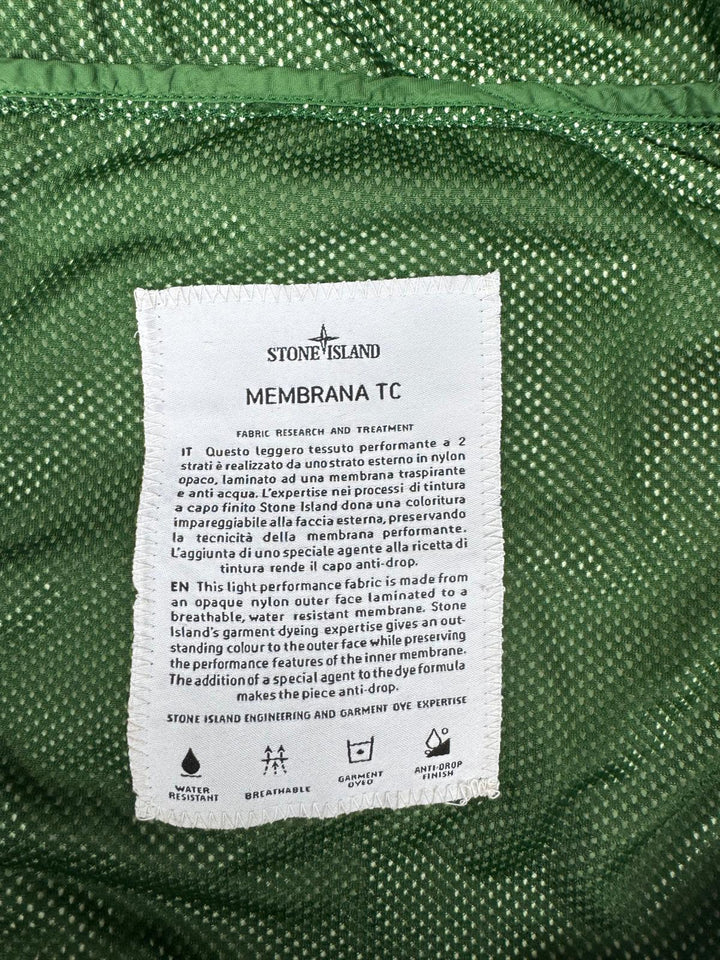 STONE ISLAND
MEMBRANA TC
FABRIC RESEARCH AND TREATMENT
IT Questo leggero tessuto performante a 2
strati è realizzato da uno strato esterno in nylon
opaco, laminato ad una membrana traspirante
e anti acqua. L'expertise nei processi di tintura
a capo finito Stone Island dona una coloritura
impareggiabile alla faccia esterna, preservando
la tecnicità della membrana performante.
L'aggiunta di uno speciale agente alla ricetta di
tintura rende il capo anti-drop.
EN This light performance fabric is made from
an opaque nylon outer face laminated to a
breathable, water resistant membrane. Stone
Island's garment dyeing expertise gives an out-
standing colour to the outer face while preserving
the performance features of the inner membrane.
The addition of a special agent to the dye formula
makes the piece anti-drop.
STONE ISLAND ENGINEERING AND GARMENT DYE EXPERTISE
WATER
RESISTANT
BREATHABLE
GARMENT
DYED
ANTI-DROP
FINISH